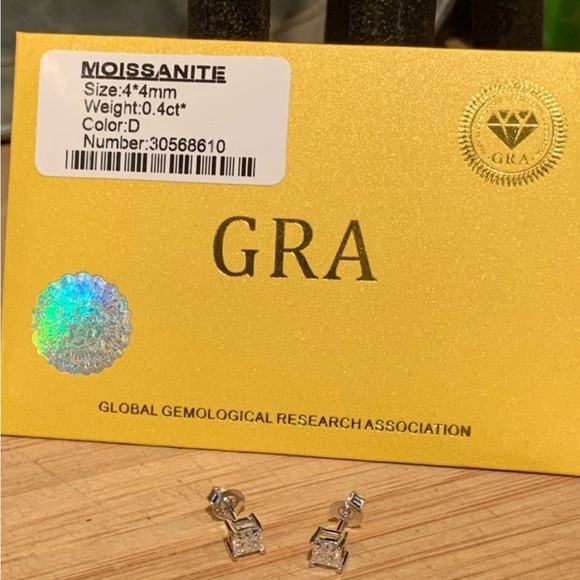 MOISSANITE
Size:4*4mm
Weight:0.4ct*
Color:D
Number:30568610
GRA
GRA
GLOBAL GEMOLOGICAL RESEARCH ASSOCIATION